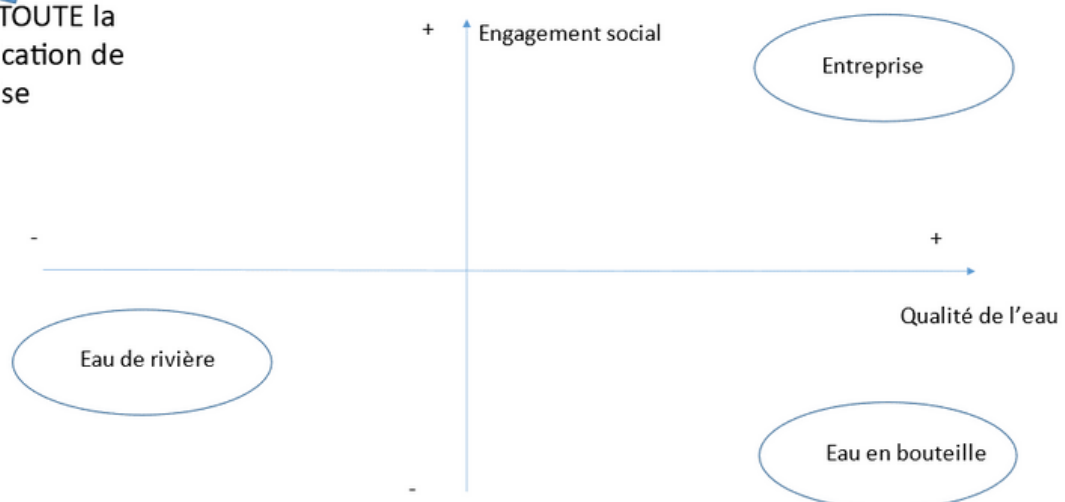 TOUTE la
cation de
se
+
Engagement social
Entreprise
-
+
Qualité de l'eau
Eau de rivière
Eau en bouteille
-